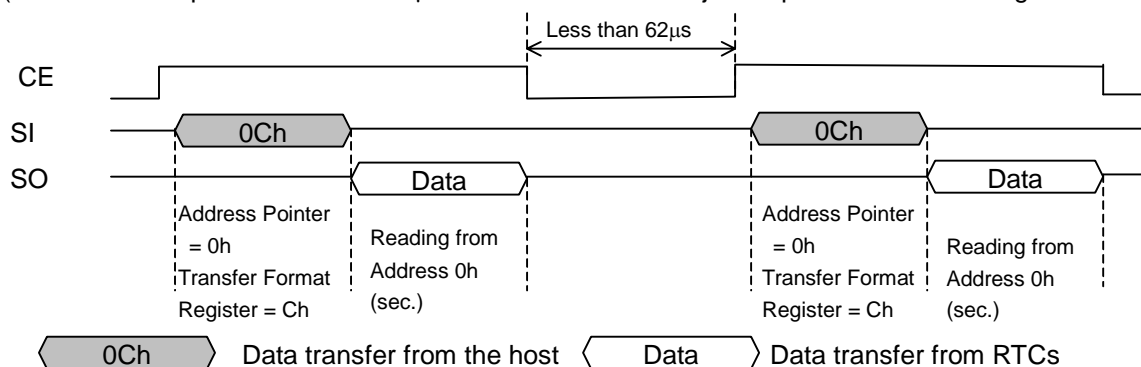 Less than 62μs
CE
SI
0Ch
0Ch
SO
Data
Data
Address Pointer
= 0h
Transfer Format
Register = Ch
Reading from
Address 0h
(sec.)
Address Pointer
= 0h
Transfer Format
Register = Ch
Reading from
Address 0h
(sec.)
0Ch Data transfer from the host Data Data transfer from RTCs